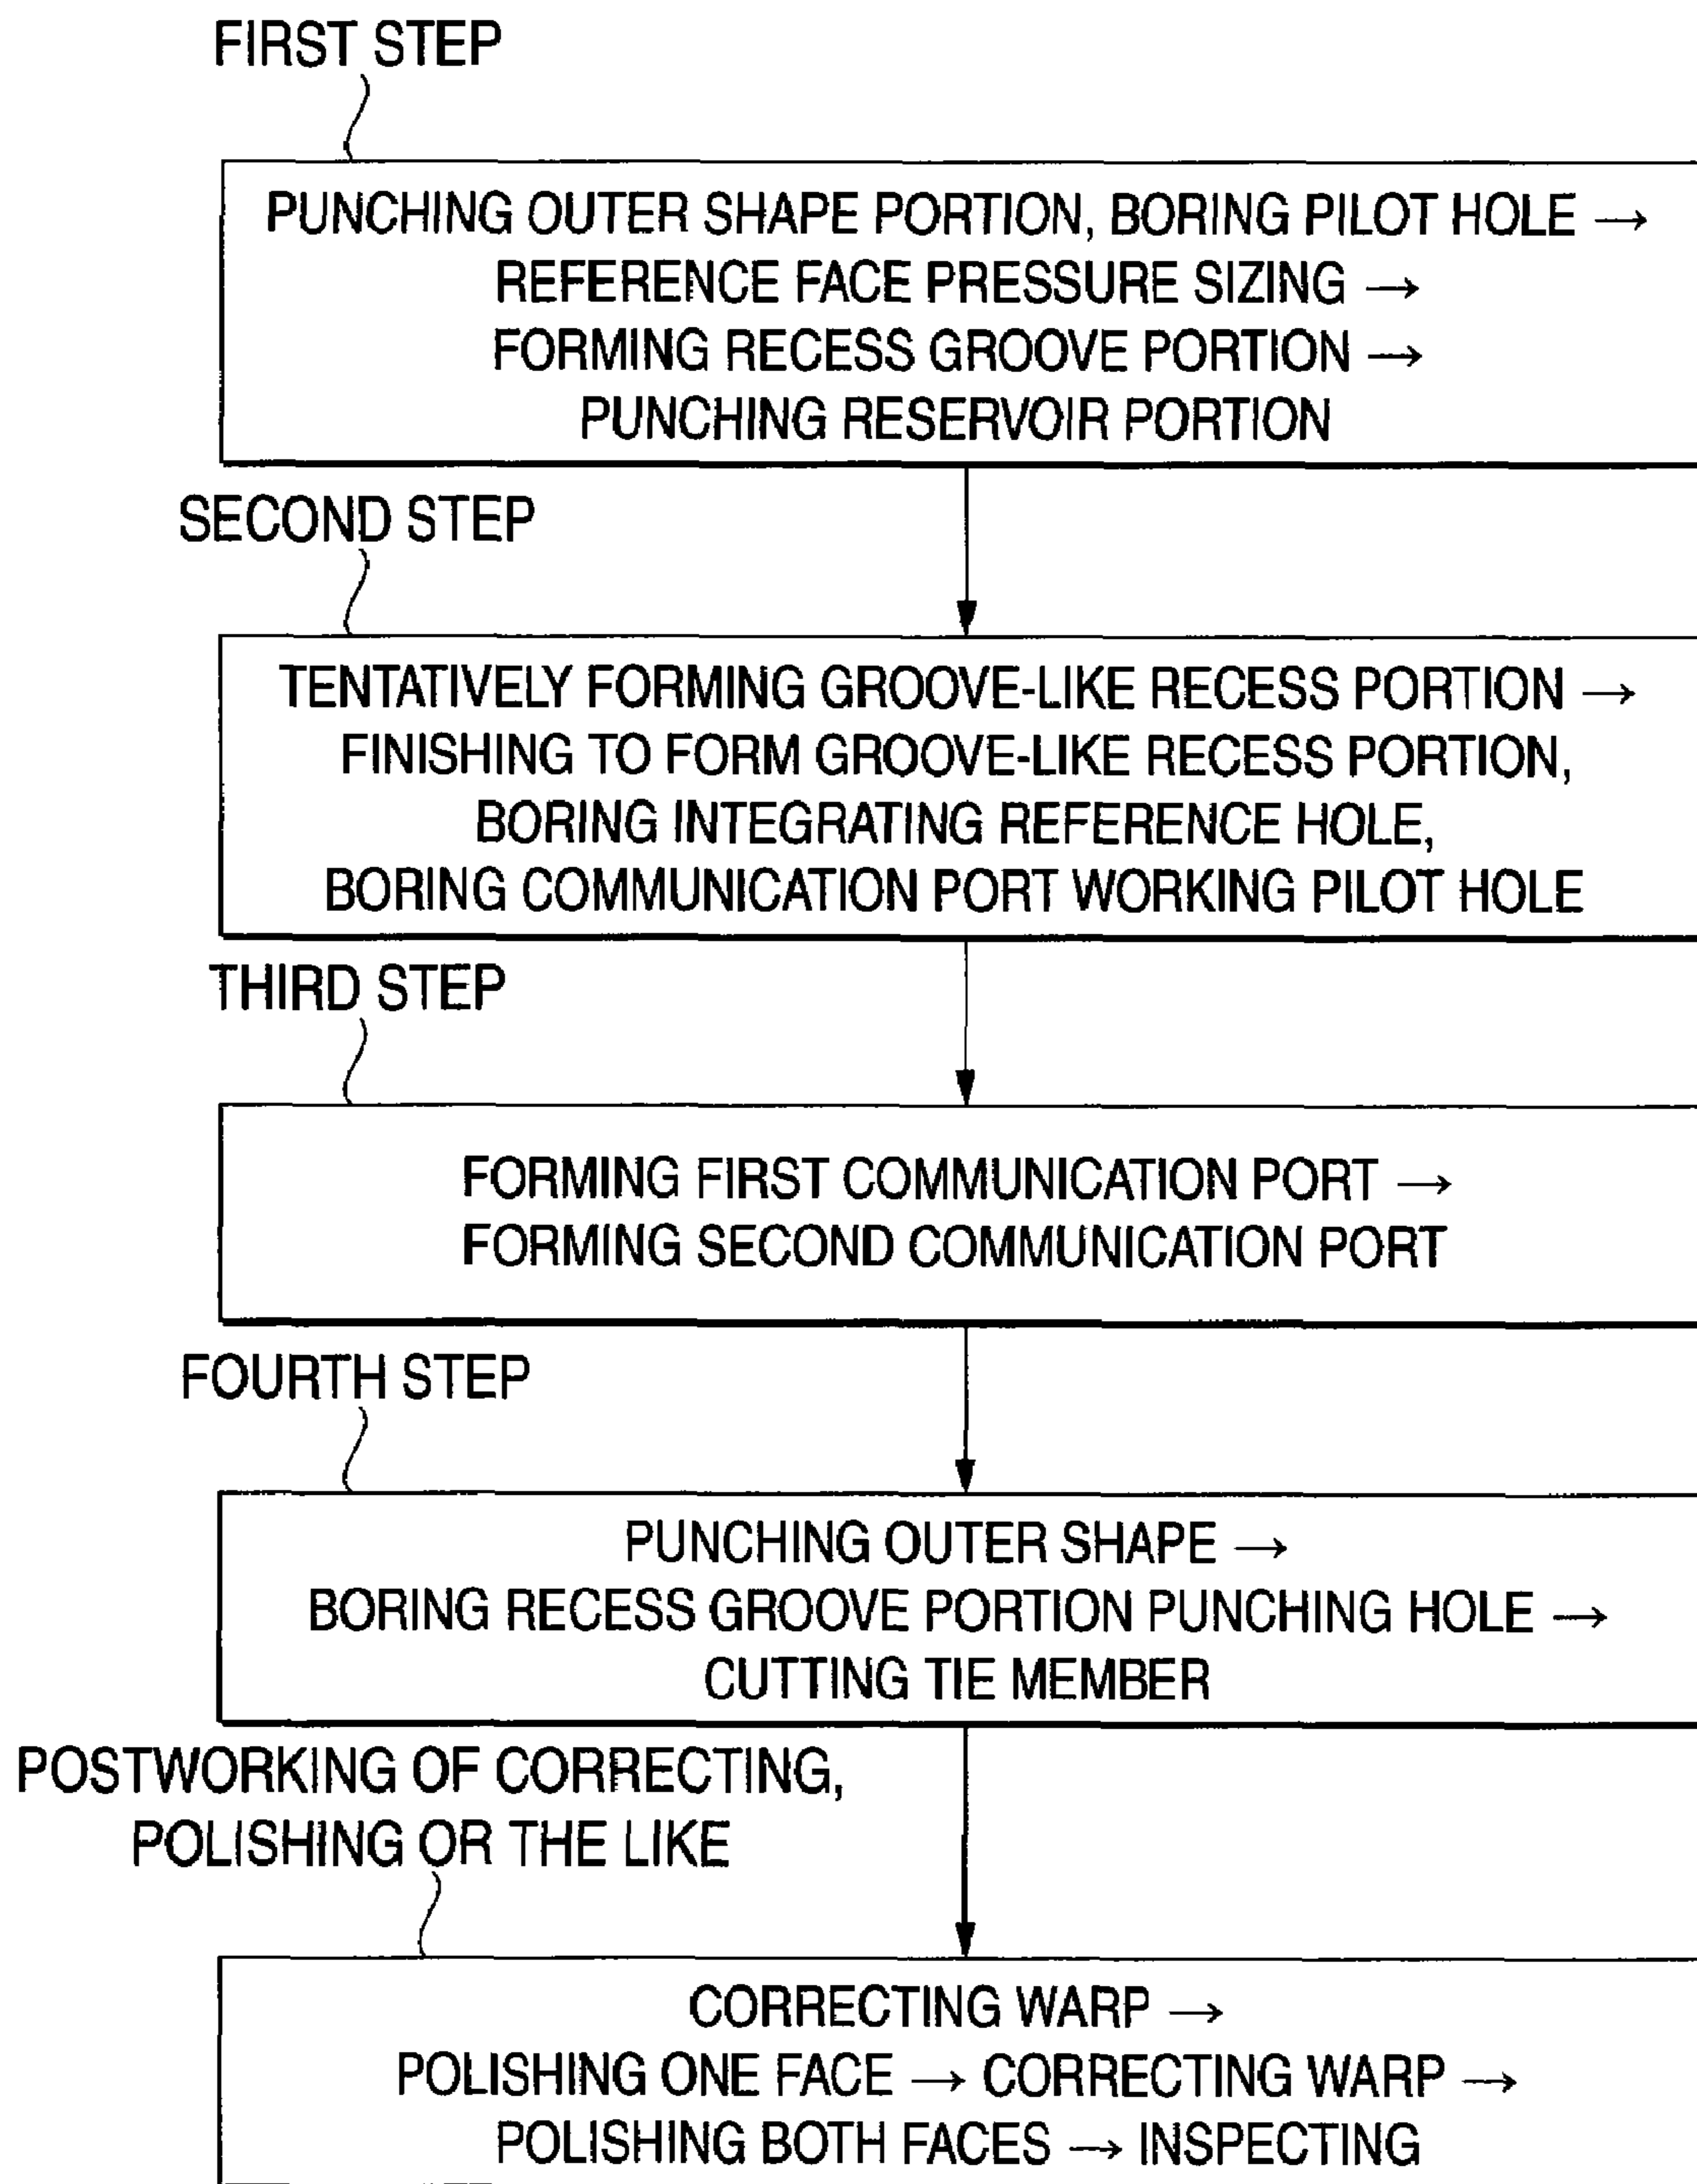 FIRST STEP
PUNCHING OUTER SHAPE PORTION, BORING PILOT HOLE →
REFERENCE FACE PRESSURE SIZING →
FORMING RECESS GROOVE PORTION →
PUNCHING RESERVOIR PORTION
SECOND STEP
TENTATIVELY FORMING GROOVE-LIKE RECESS PORTION →
FINISHING TO FORM GROOVE-LIKE RECESS PORTION,
BORING INTEGRATING REFERENCE HOLE,
BORING COMMUNICATION PORT WORKING PILOT HOLE
THIRD STEP
FORMING FIRST COMMUNICATION PORT →
FORMING SECOND COMMUNICATION PORT
FOURTH STEP
PUNCHING OUTER SHAPE →
BORING RECESS GROOVE PORTION PUNCHING HOLE →
CUTTING TIE MEMBER
POSTWORKING OF CORRECTING,
POLISHING OR THE LIKE
CORRECTING WARP →
POLISHING ONE FACE → CORRECTING WARP →
POLISHING BOTH FACES → INSPECTING